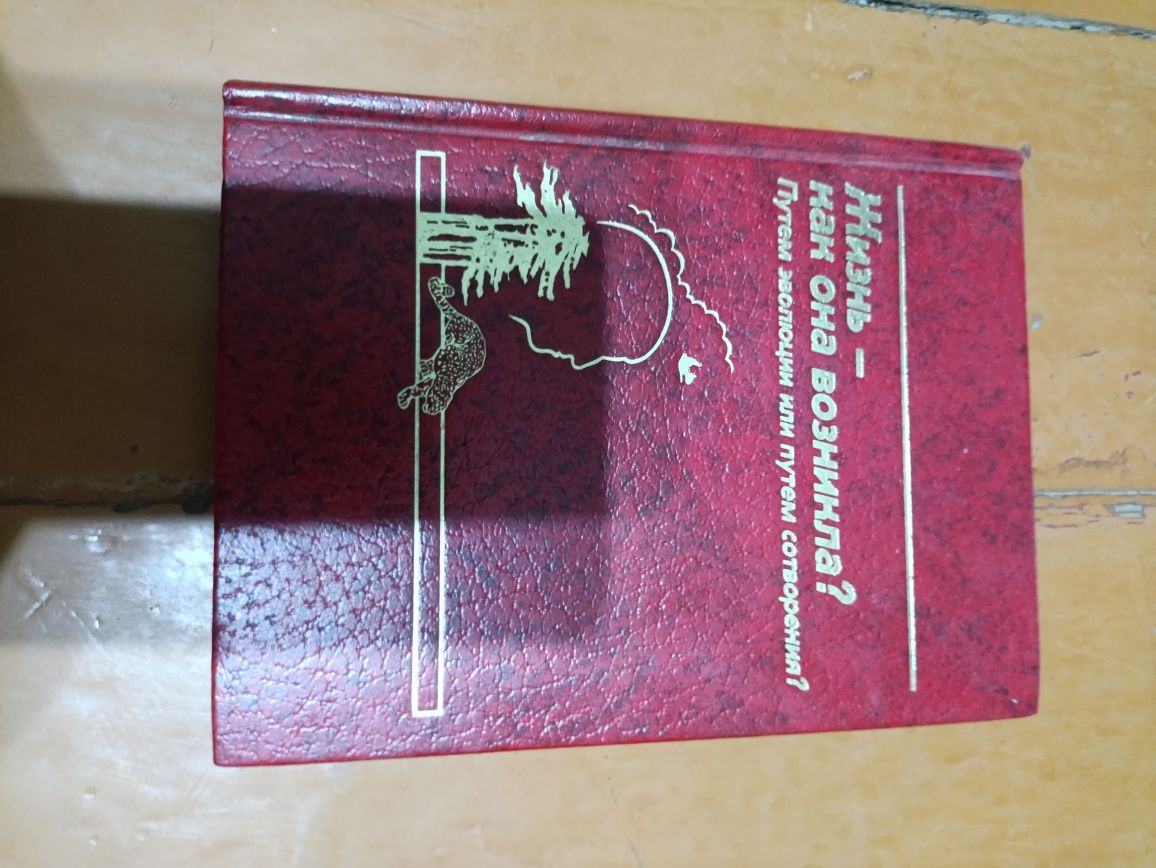 Жизнь –
как она возникла?
Путем эволюции или путем сотворения?